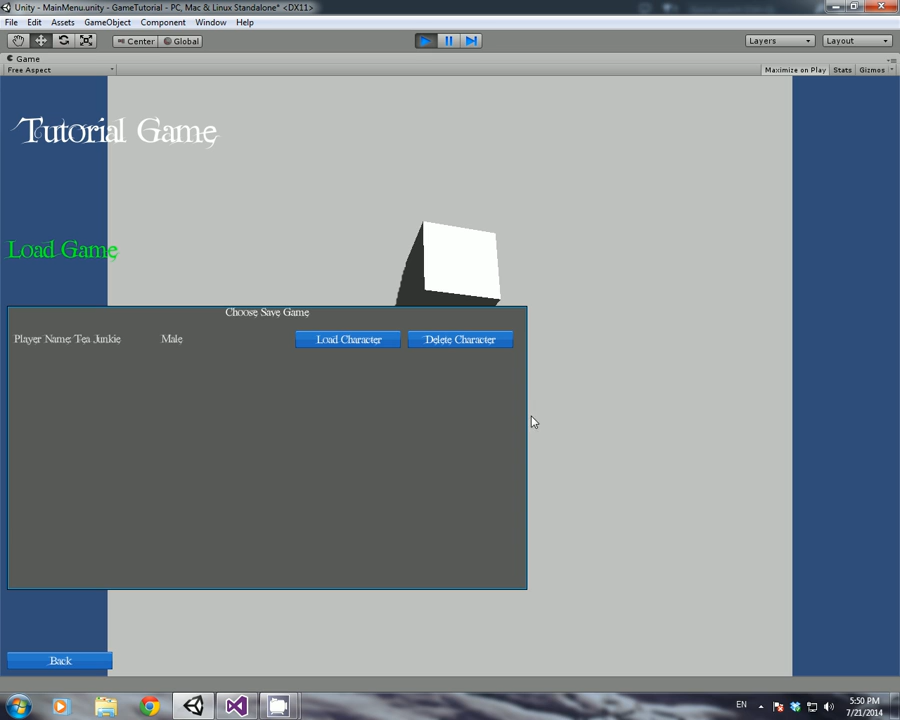 Unity - MainMenu.unity - GameTutorial - PC, Mac & Linux Standalone* <DX11>
File Edit Assets GameObject Component Window Help
Center Global Layers Layout
Game
Free Aspect Maximize on Play Stats Gizmos
Tutorial Game
Load Game
Choose Save Game
Player Name: Tea Junkie Male Load Character Delete Character
Back
EN
5:50 PM
7/21/2014